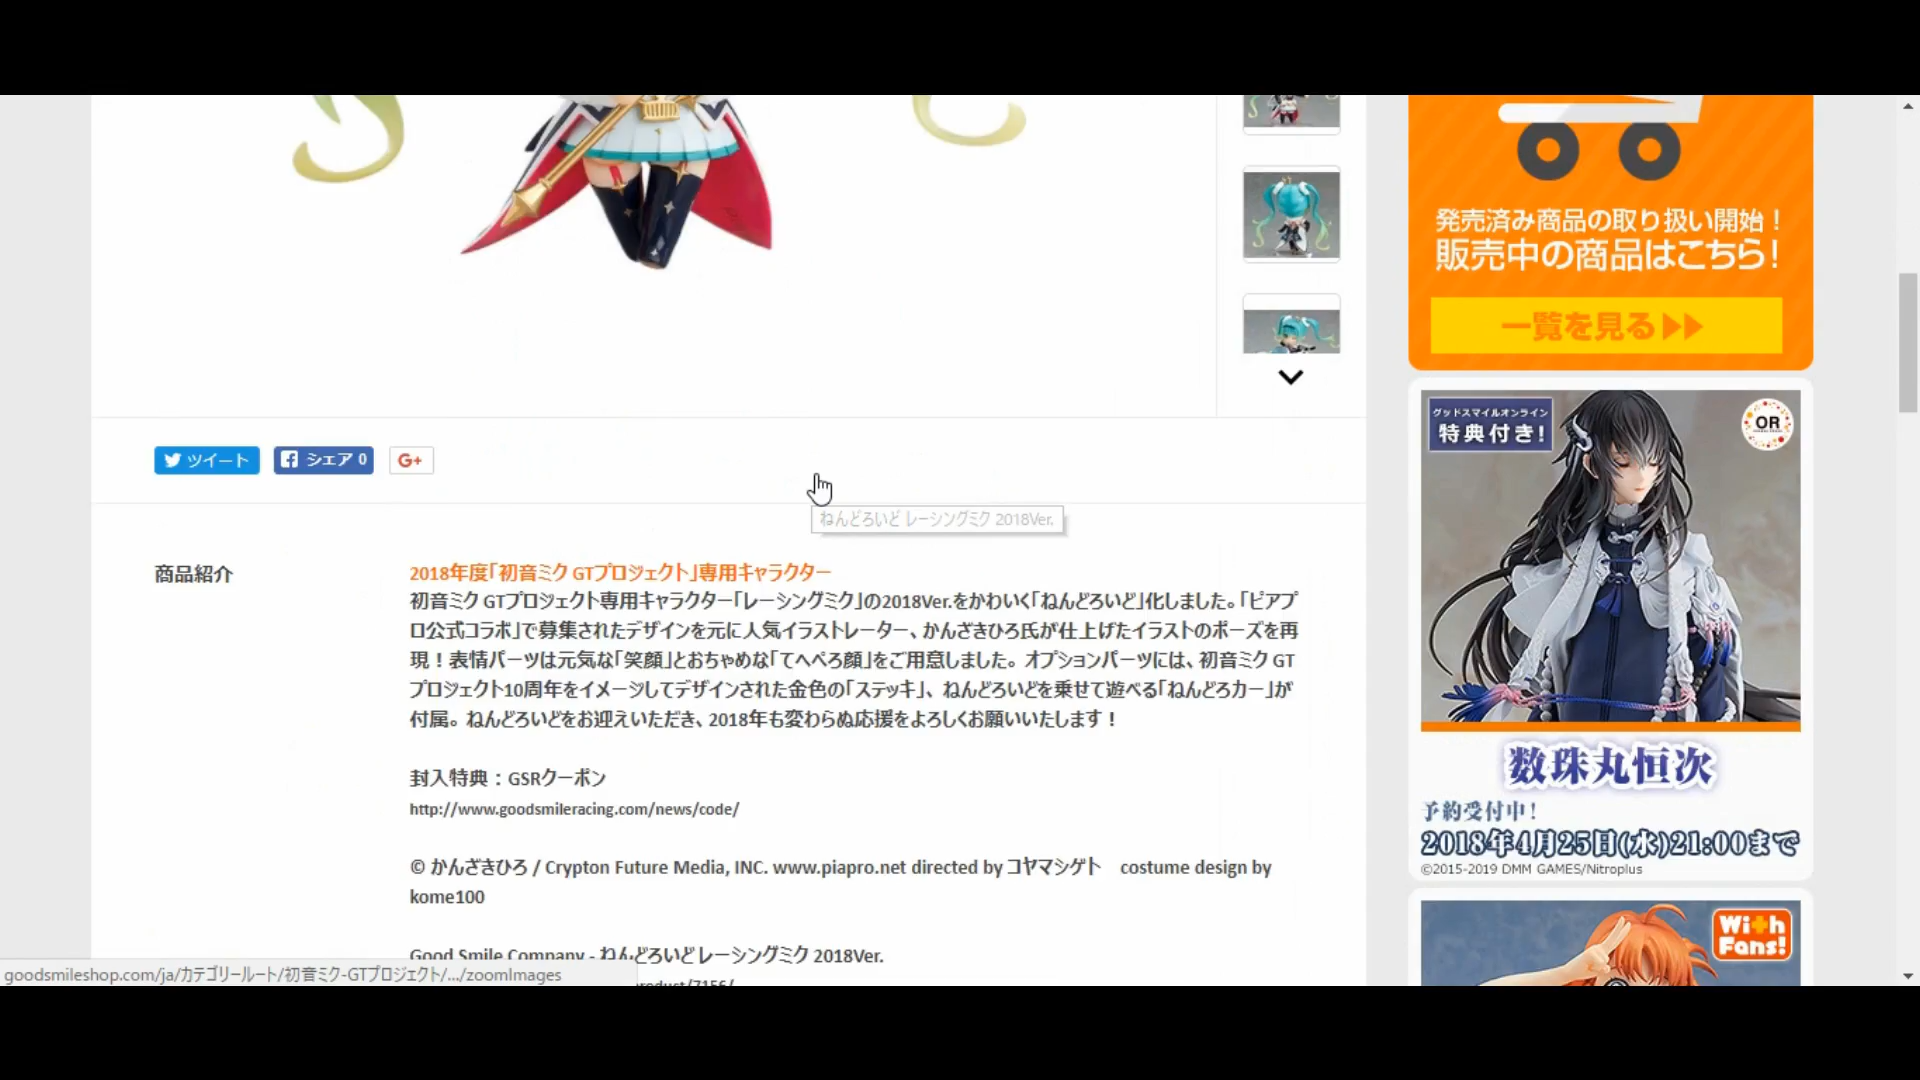 発売済み商品の取り扱い開始！
販売中の商品はこちら！
一覧を見る▶▶
ツイート
シェア 0
G+
ねんどろいど レーシングミク 2018Ver.
商品紹介
2018年度「初音ミク GTプロジェクト」専用キャラクター
初音ミク GTプロジェクト専用キャラクター「レーシングミク」の2018Ver.をかわいく「ねんどろいど」化しました。「ピアプ
ロ公式コラボ」で募集されたデザインを元に人気イラストレーター、かんざきひろ氏が仕上げたイラストのポーズを再
現！表情パーツは元気な「笑顔」とおちゃめな「てへぺろ顔」をご用意しました。オプションパーツには、初音ミク GT
プロジェクト10周年をイメージしてデザインされた金色の「ステッキ」、ねんどろいどを乗せて遊べる「ねんどろカー」が
付属。ねんどろいどをお迎えいただき、2018年も変わらぬ応援をよろしくお願いいたします！
封入特典：GSRクーポン
http://www.goodsmileracing.com/news/code/
© かんざきひろ / Crypton Future Media, INC. www.piapro.net directed by コヤマシゲト　costume design by
kome100
Good Smile Company - ねんどろいどレーシングミク 2018Ver.
goodsmileshop.com/ja/カテゴリールート/初音ミク-GTプロジェクト/.../zoomImages
グッドスマイルオンライン
特典付き！
OR
数珠丸恒次
予約受付中！
2018年4月25日(水)21:00まで
©2015-2019 DMM GAMES/Nitroplus
With
Fans!